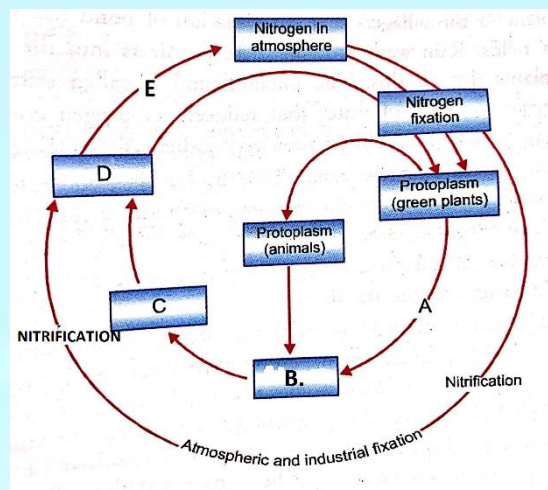 Nitrogen in
atmosphere
E
Nitrogen
fixation
D
Protoplasm
(green plants)
Protoplasm
(animals)
C
A
NITRIFICATION
B.
Nitrification
Atmospheric and industrial fixation